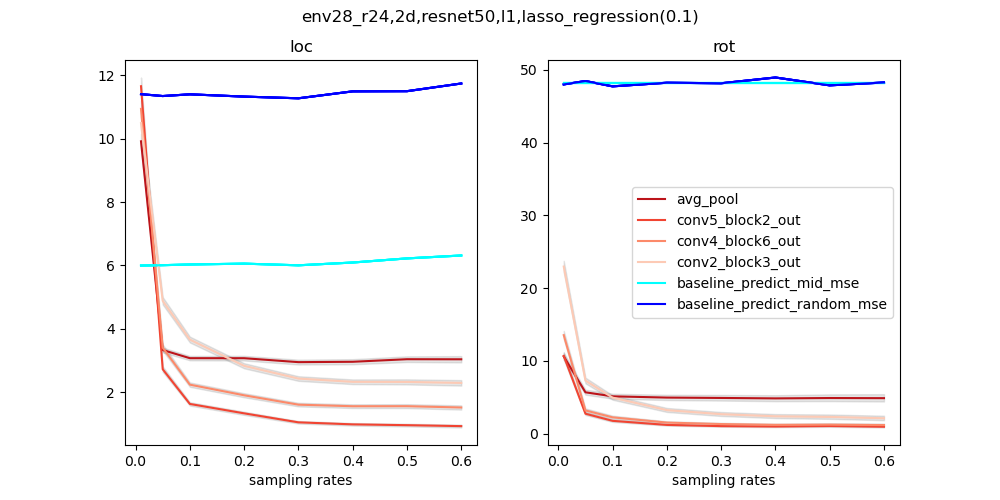 env28_r24,2d,resnet50,l1,lasso_regression(0.1)
loc
12
10
8
6
4
2
0.0 0.1 0.2 0.3 0.4 0.5 0.6
sampling rates
rot
50
40
30
20
10
0
avg_pool
conv5_block2_out
conv4_block6_out
conv2_block3_out
baseline_predict_mid_mse
baseline_predict_random_mse
0.0 0.1 0.2 0.3 0.4 0.5 0.6
sampling rates